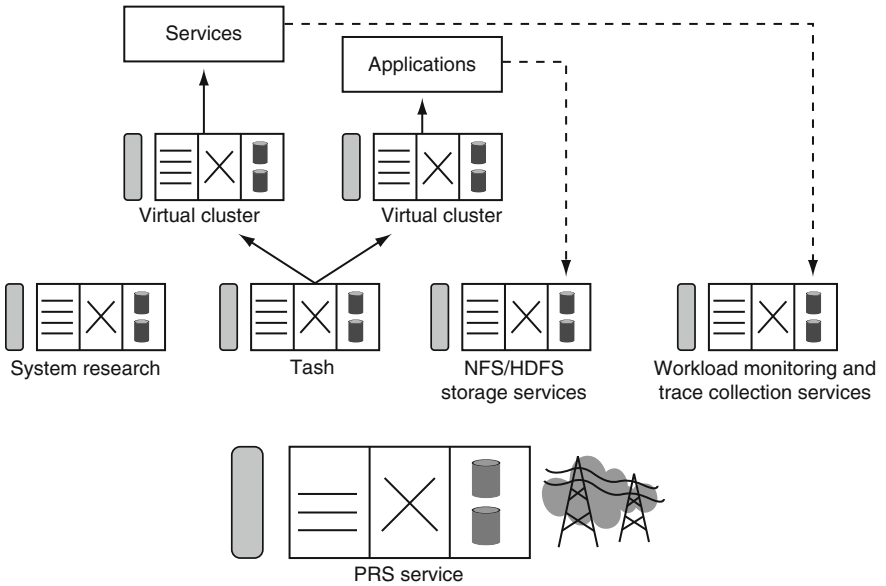 Services
Applications
Virtual cluster
Virtual cluster
System research
Tash
NFS/HDFS
storage services
Workload monitoring and
trace collection services
PRS service